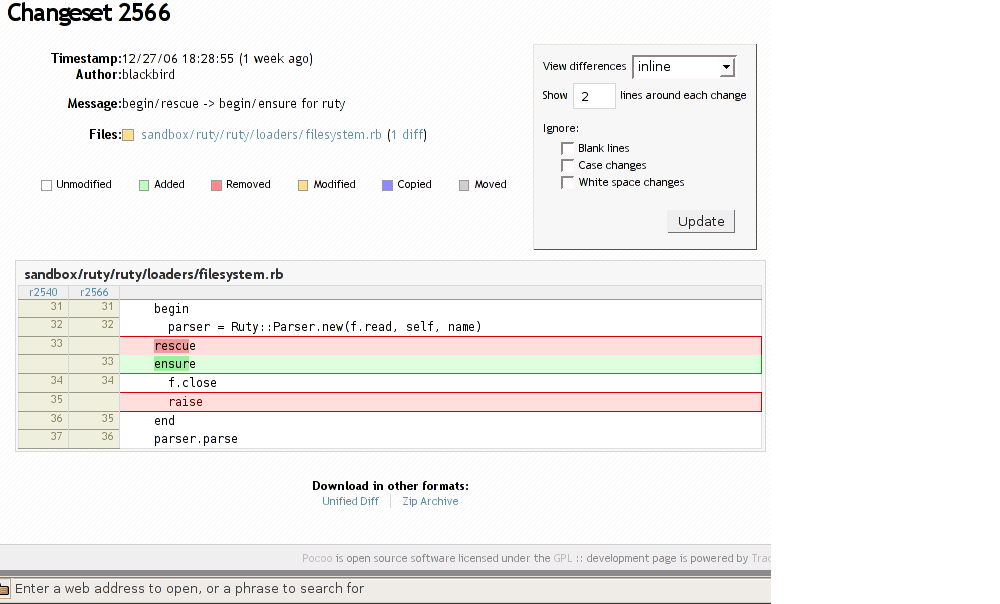 Changeset 2566
Timestamp:12/27/06 18:28:55 (1 week ago)
Author:blackbird
Message:begin/rescue -> begin/ensure for ruty
Files: sandbox/ruty/ruty/loaders/filesystem.rb (1 diff)
Unmodified Added Removed Modified Copied Moved
View differences inline
Show 2 lines around each change
Ignore:
Blank lines
Case changes
White space changes
Update
sandbox/ruty/ruty/loaders/filesystem.rb
r2540 r2566
31 31 begin
32 32 parser = Ruty::Parser.new(f.read, self, name)
33 rescue
33 ensure
34 34 f.close
35 raise
36 35 end
37 36 parser.parse
Download in other formats:
Unified Diff Zip Archive
Pocoo is open source software licensed under the GPL :: development page is powered by Trac
Enter a web address to open, or a phrase to search for